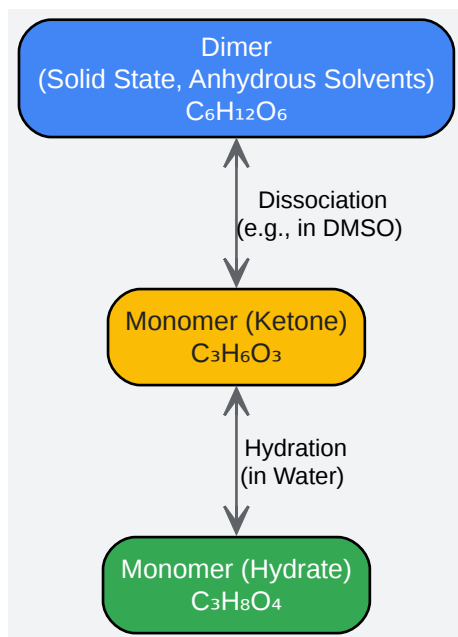 Dimer
(Solid State, Anhydrous Solvents)
C₆H₁₂O₆
Dissociation
(e.g., in DMSO)
Monomer (Ketone)
C₃H₆O₃
Hydration
(in Water)
Monomer (Hydrate)
C₃H₈O₄